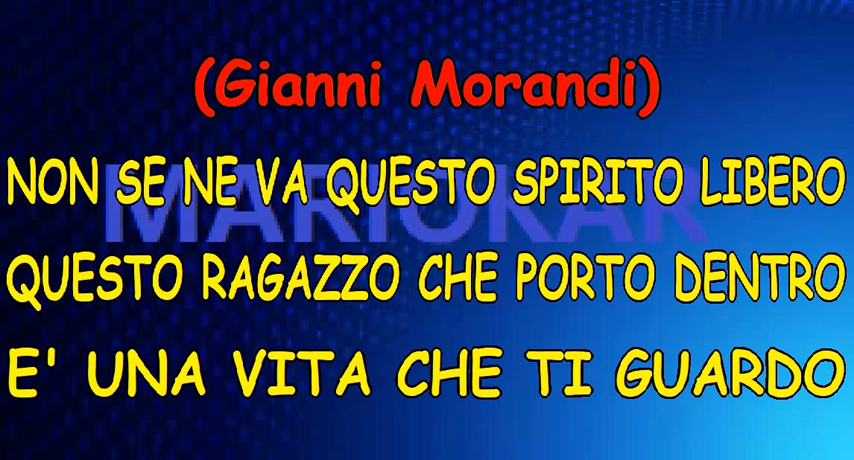 (Gianni Morandi)
MARIOKAR
NON SE NE VA QUESTO SPIRITO LIBERO
QUESTO RAGAZZO CHE PORTO DENTRO
E' UNA VITA CHE TI GUARDO